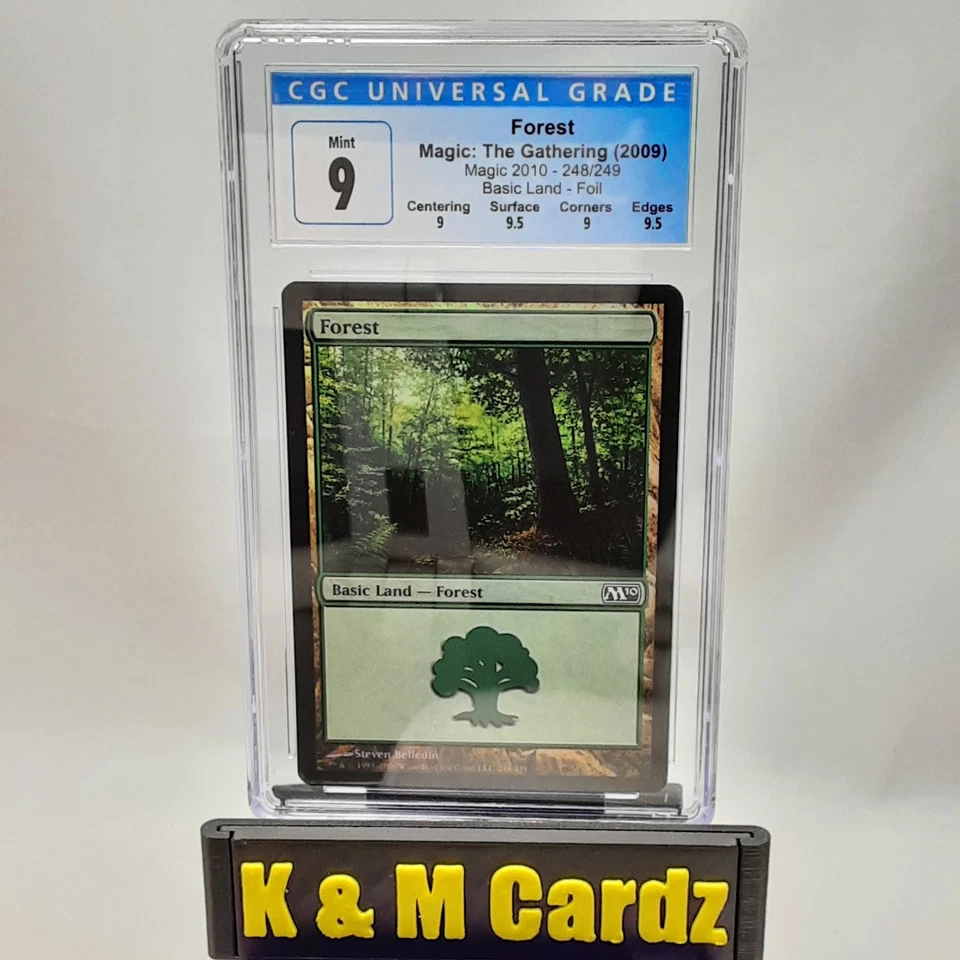 CGC UNIVERSAL GRADE
Mint
9
Forest
Magic: The Gathering (2009)
Magic 2010 - 248/249
Basic Land - Foil
Centering Surface Corners Edges
9 9.5 9 9.5
Forest
Basic Land — Forest
M10
Steven Belledin
K & M Cardz